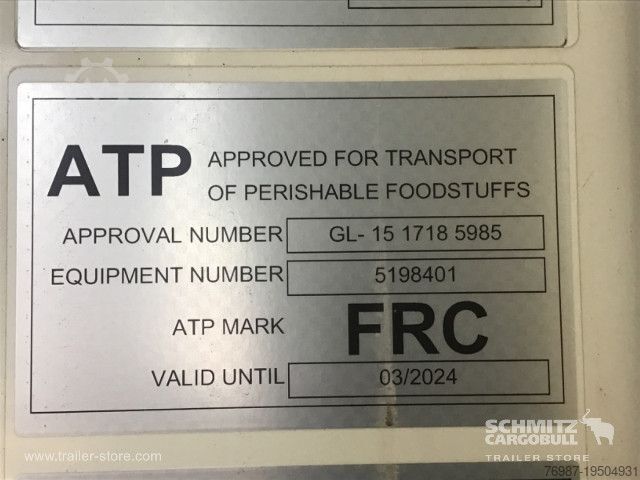 ATP APPROVED FOR TRANSPORT
OF PERISHABLE FOODSTUFFS
APPROVAL NUMBER GL- 15 1718 5985
EQUIPMENT NUMBER 5198401
ATP MARK FRC
VALID UNTIL 03/2024
SCHMITZ
CARGOBULL
TRAILER STORE
www.trailer-store.com
76987-19504931